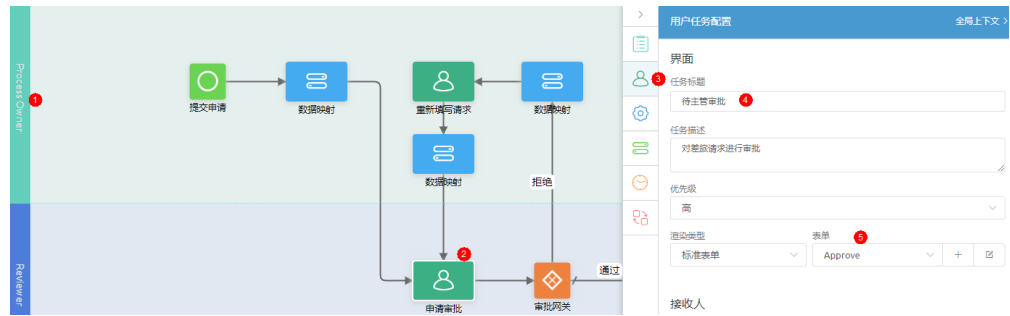 Process Owner
1
提交申请
数据映射
重新填写请求
数据映射
数据映射
拒绝
Reviewer
2
申请审批
审批网关
通过
>
3
用户任务配置
全局上下文 >
界面
任务标题
待主管审批
4
任务描述
对差旅请求进行审批
优先级
高
渲染类型
表单
5
标准表单
Approve
+
接收人